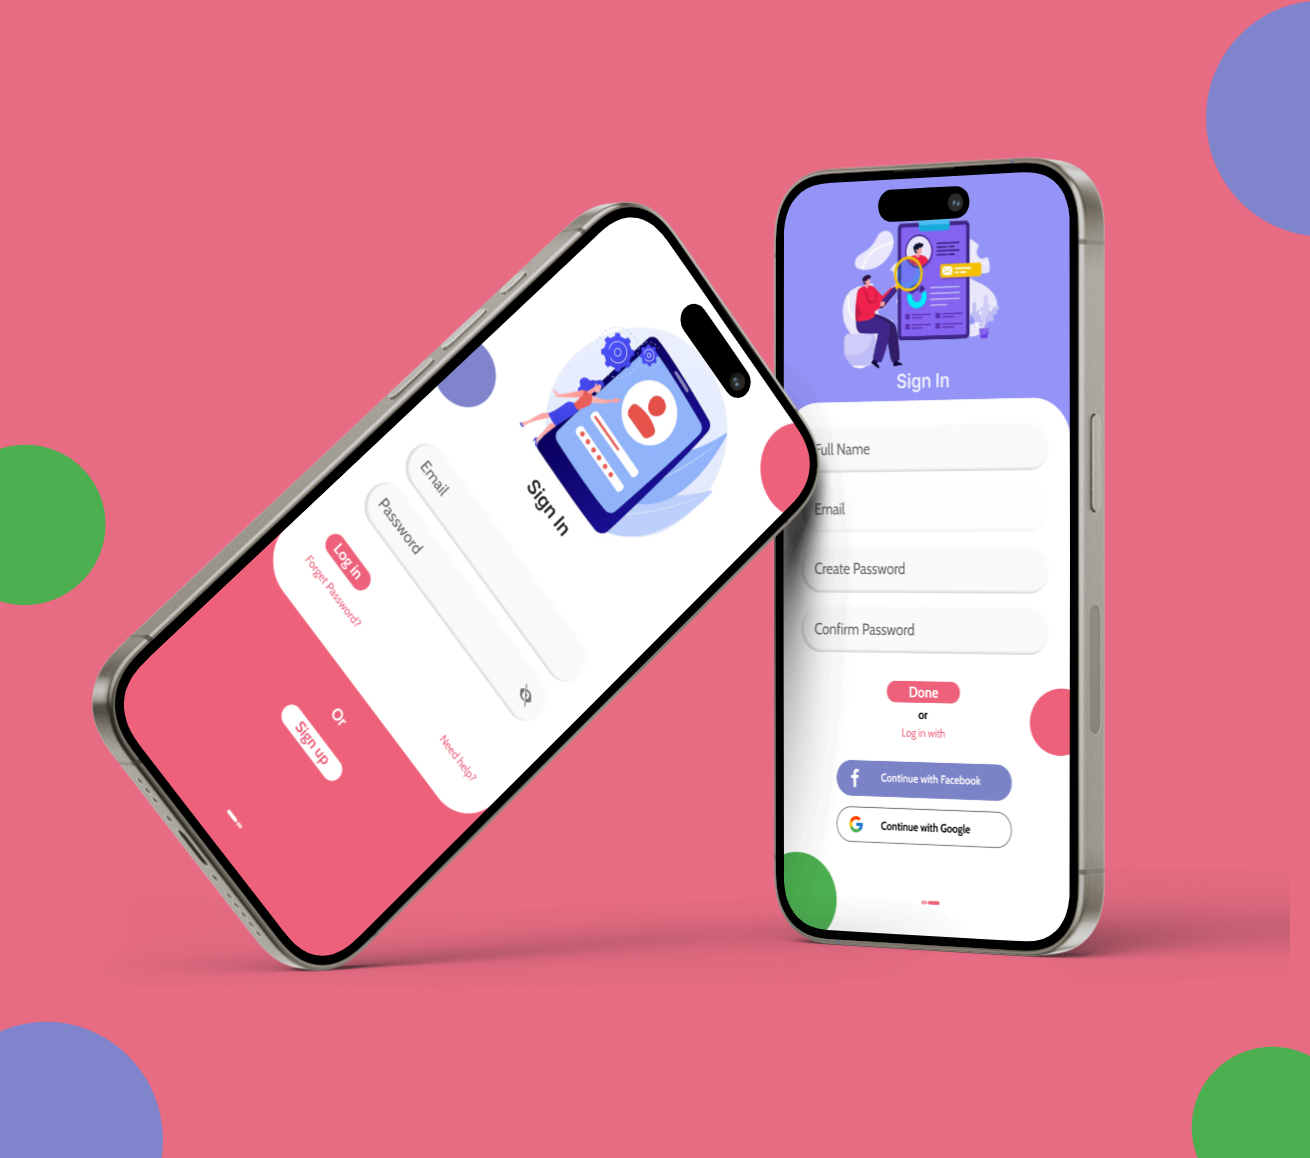 Sign In
Email
Password
Log in
Forget Password?
Need help?
Or
Sign up
Sign In
Full Name
Email
Create Password
Confirm Password
Done
or
Log in with
Continue with Facebook
Continue with Google